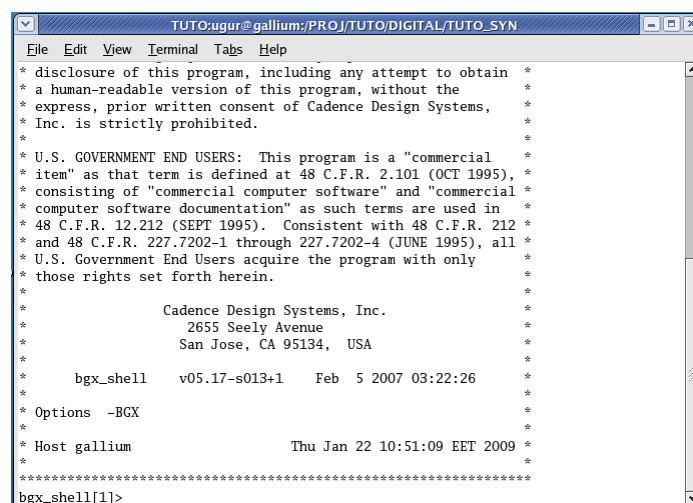 TUTO:ugur@gallium:/PROJ/TUTO/DIGITAL/TUTO_SYN
File Edit View Terminal Tabs Help
* disclosure of this program, including any attempt to obtain *
* a human-readable version of this program, without the *
* express, prior written consent of Cadence Design Systems, *
* Inc. is strictly prohibited. *
* *
* U.S. GOVERNMENT END USERS: This program is a "commercial *
* item" as that term is defined at 48 C.F.R. 2.101 (OCT 1995), *
* consisting of "commercial computer software" and "commercial *
* computer software documentation" as such terms are used in *
* 48 C.F.R. 12.212 (SEPT 1995). Consistent with 48 C.F.R. 212 *
* and 48 C.F.R. 227.7202-1 through 227.7202-4 (JUNE 1995), all *
* U.S. Government End Users acquire the program with only *
* those rights set forth herein. *
* *
* Cadence Design Systems, Inc. *
* 2655 Seely Avenue *
* San Jose, CA 95134, USA *
* *
* bgx_shell v05.17-s013+1 Feb 5 2007 03:22:26 *
* *
* Options -BGX *
* *
* Host gallium Thu Jan 22 10:51:09 EET 2009 *
* *
****************************************************************
bgx_shell[1]>